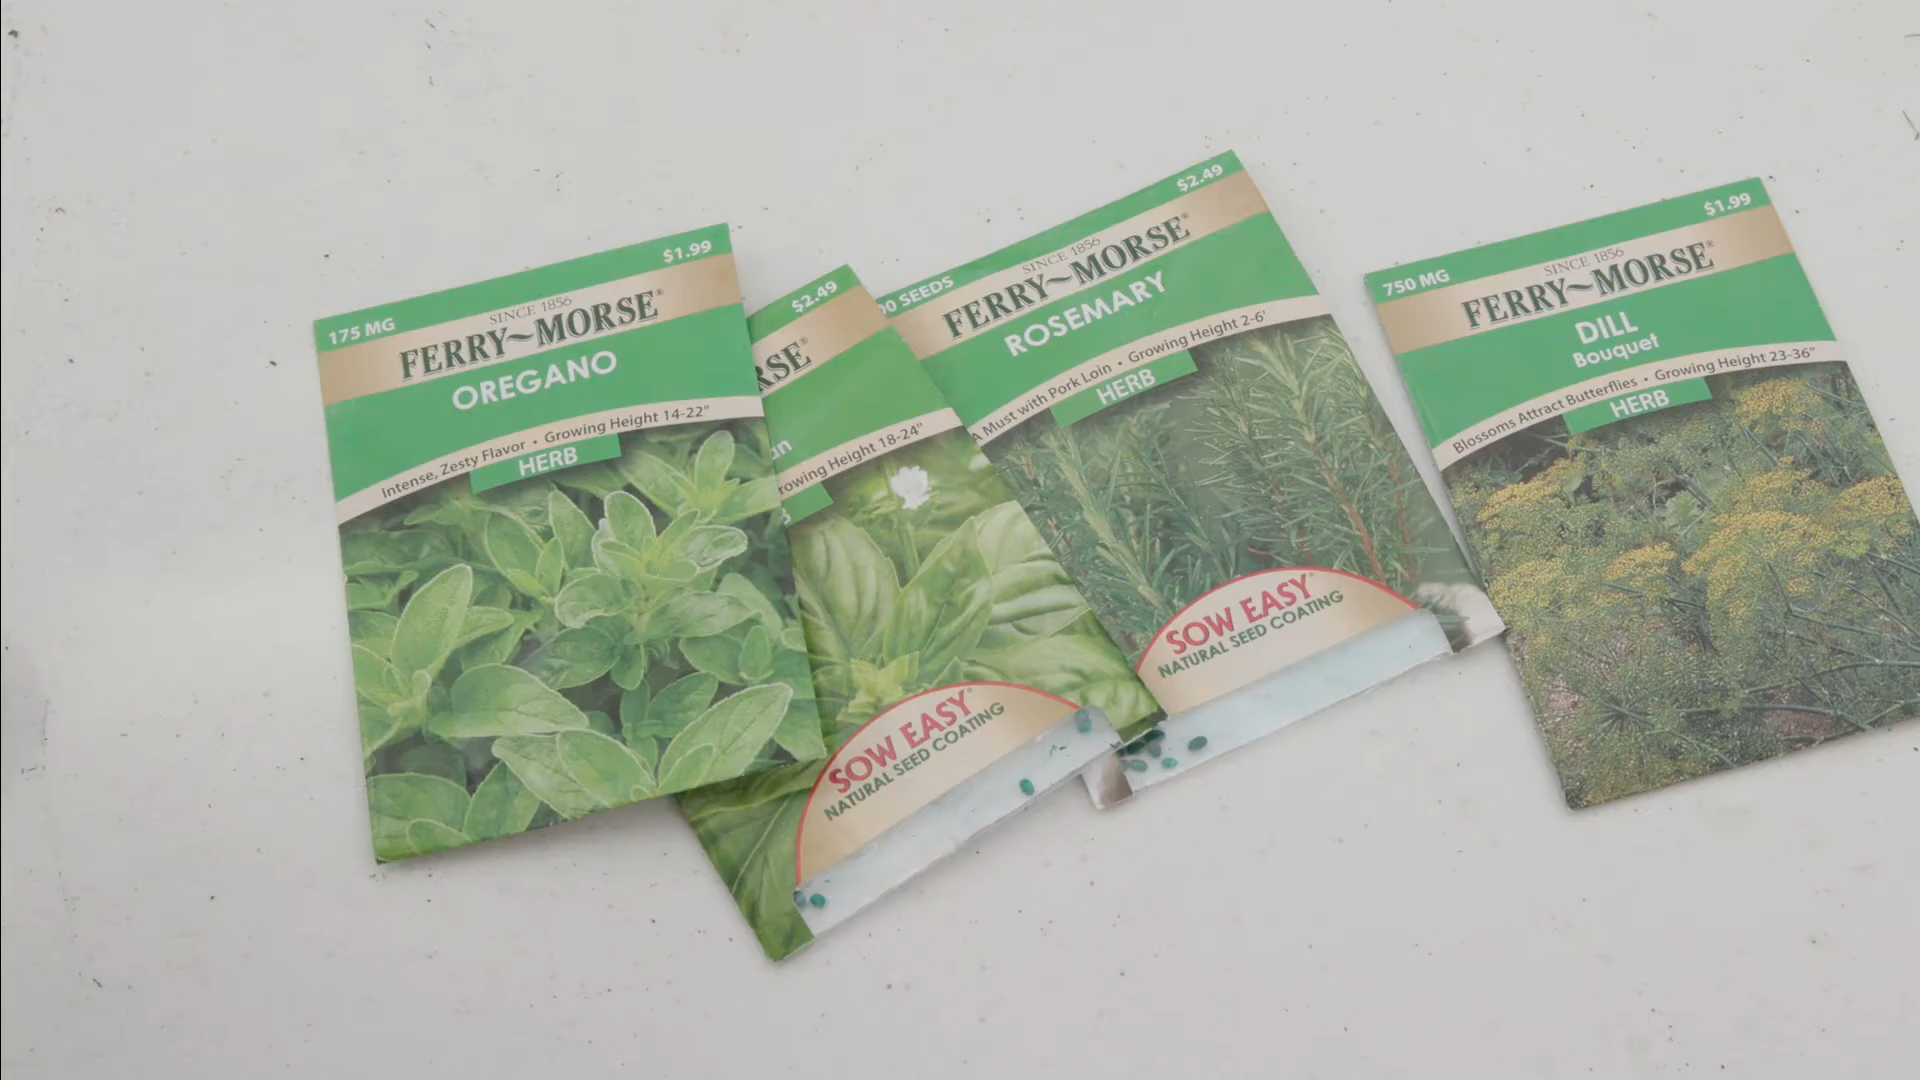 175 MG
$1.99
SINCE 1856
FERRY~MORSE®
OREGANO
Intense, Zesty Flavor • Growing Height 14-22"
HERB
$2.49
Growing Height 18-24"
SOW EASY®
NATURAL SEED COATING
SEEDS
$2.49
SINCE 1856
FERRY~MORSE®
ROSEMARY
A Must with Pork Loin • Growing Height 2-6'
HERB
SOW EASY®
NATURAL SEED COATING
750 MG
$1.99
SINCE 1856
FERRY~MORSE®
DILL
Bouquet
Blossoms Attract Butterflies • Growing Height 23-36"
HERB